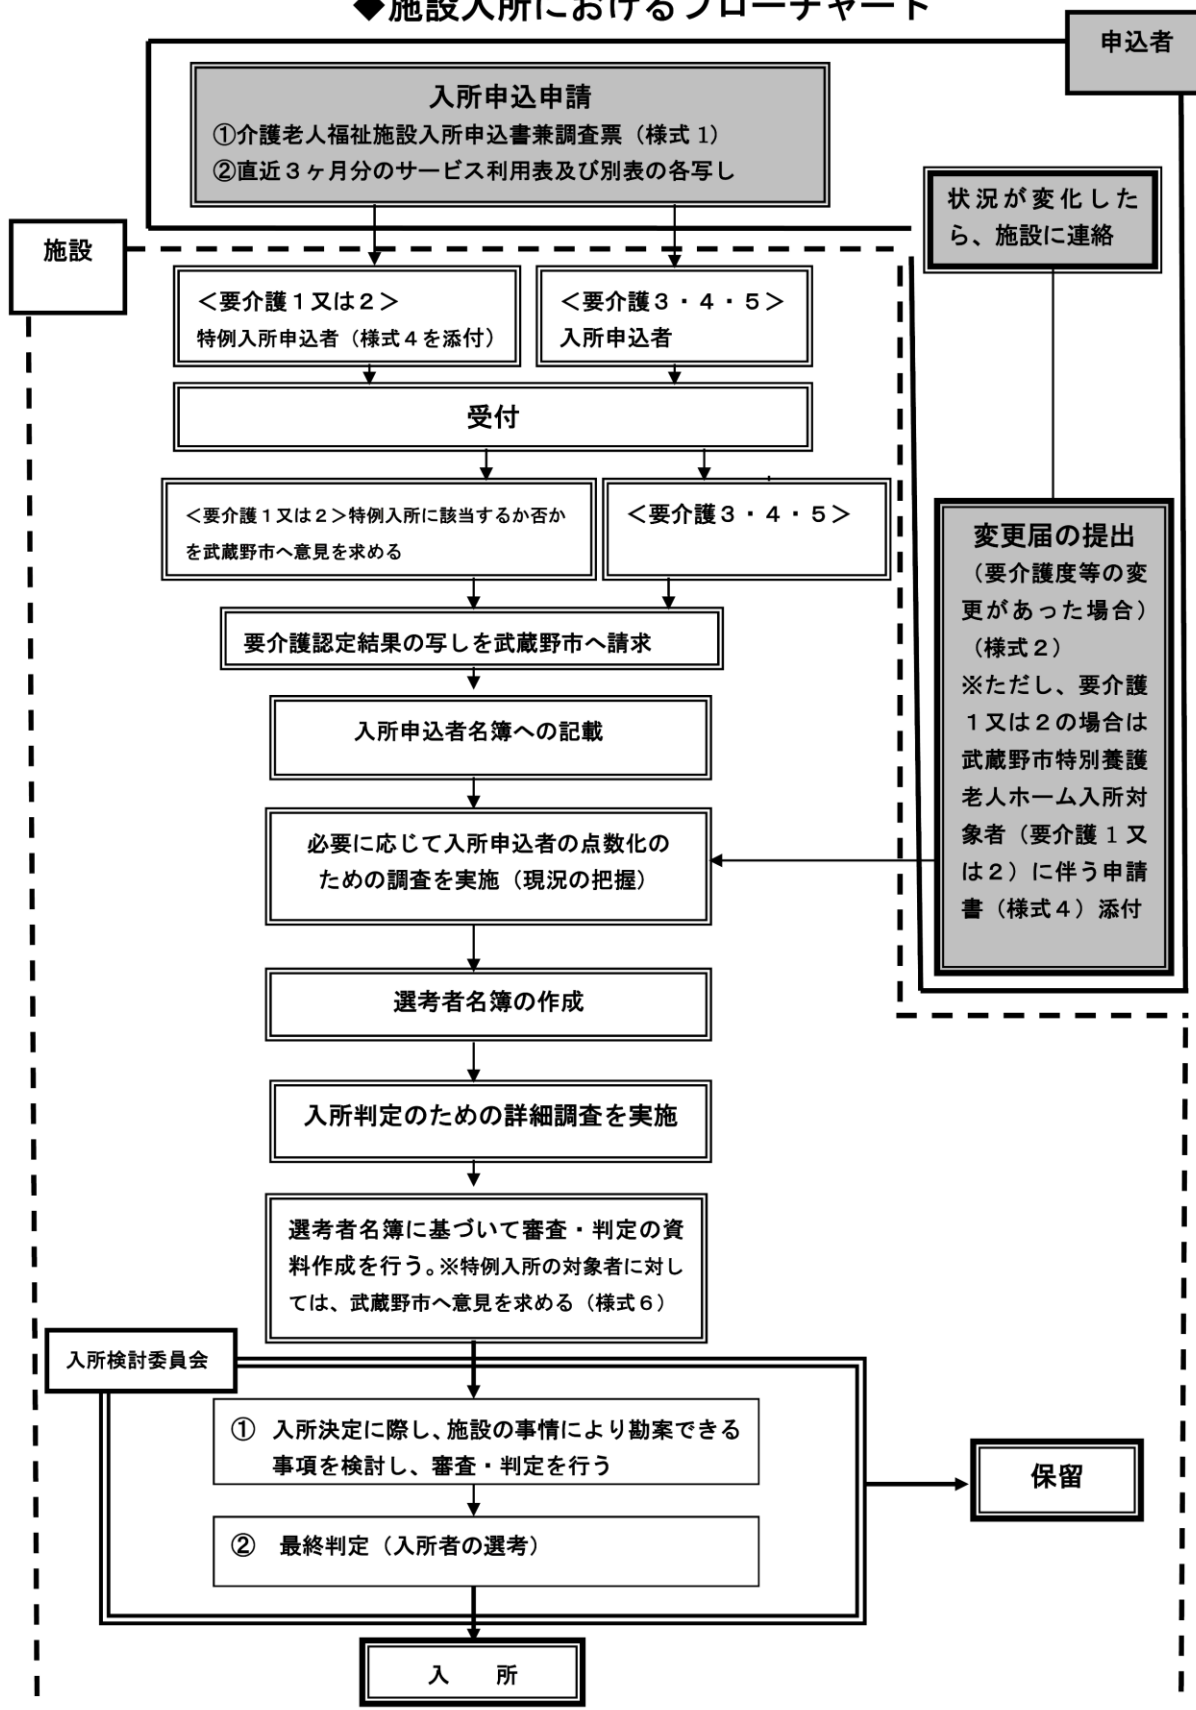 ◆施設入所におけるフローチャート
申込者
入所申込申請
①介護老人福祉施設入所申込書兼調査票（様式１）
②直近３ヶ月分のサービス利用表及び別表の各写し
状況が変化した
ら、施設に連絡
施設
＜要介護１又は２＞
特例入所申込者（様式４を添付）
＜要介護３・４・５＞
入所申込者
受付
＜要介護１又は２＞特例入所に該当するか否か
を武蔵野市へ意見を求める
＜要介護３・４・５＞
変更届の提出
（要介護度等の変
更があった場合）
（様式２）
※ただし、要介護
１又は２の場合は
武蔵野市特別養護
老人ホーム入所対
象者（要介護１又
は２）に伴う申請
書（様式４）添付
要介護認定結果の写しを武蔵野市へ請求
入所申込者名簿への記載
必要に応じて入所申込者の点数化の
ための調査を実施（現況の把握）
選考者名簿の作成
入所判定のための詳細調査を実施
選考者名簿に基づいて審査・判定の資
料作成を行う。※特例入所の対象者に対し
ては、武蔵野市へ意見を求める（様式６）
入所検討委員会
①　入所決定に際し、施設の事情により勘案できる
事項を検討し、審査・判定を行う
②　最終判定（入所者の選考）
保留
入　所